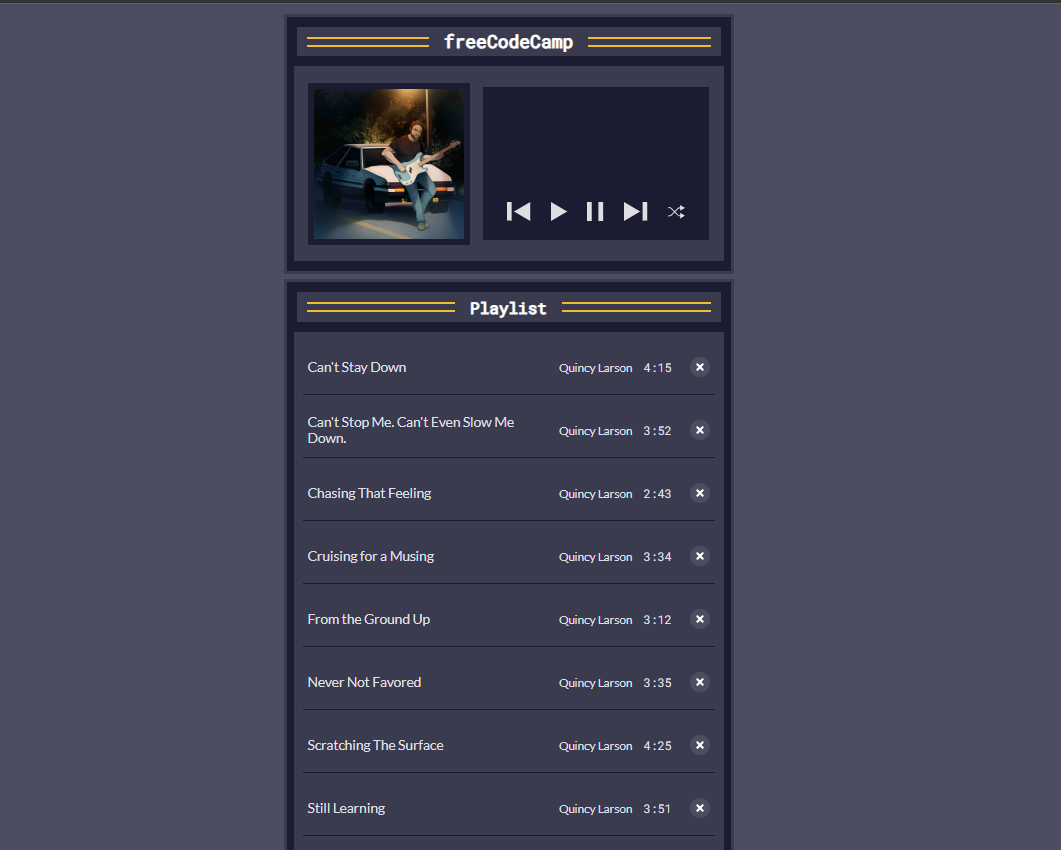 freeCodeCamp
Playlist
Can't Stay Down Quincy Larson 4:15
Can't Stop Me. Can't Even Slow Me
Down. Quincy Larson 3:52
Chasing That Feeling Quincy Larson 2:43
Cruising for a Musing Quincy Larson 3:34
From the Ground Up Quincy Larson 3:12
Never Not Favored Quincy Larson 3:35
Scratching The Surface Quincy Larson 4:25
Still Learning Quincy Larson 3:51